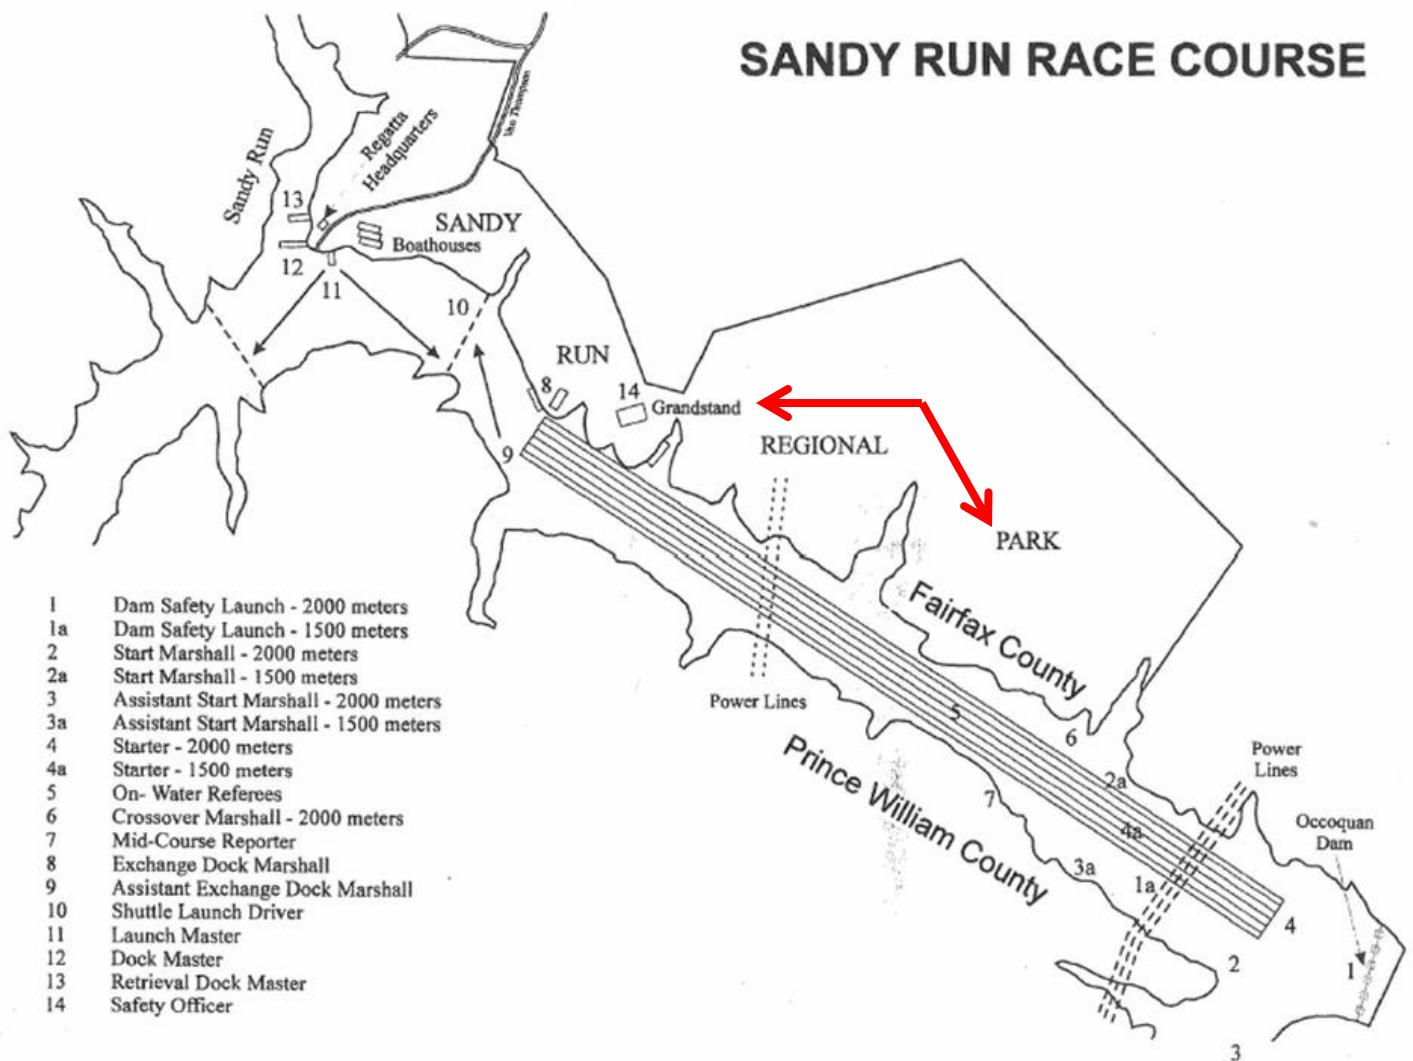 SANDY RUN RACE COURSE
Sandy Run
Regatta
Headquarters
13
SANDY
Boathouses
12
11
10
RUN
8
14
Grandstand
REGIONAL
9
PARK
Fairfax County
Power Lines
5
6
Prince William County
2a
Power
Lines
7
4a
Occoquan
Dam
3a
1a
4
2
1
3
1 Dam Safety Launch - 2000 meters
1a Dam Safety Launch - 1500 meters
2 Start Marshall - 2000 meters
2a Start Marshall - 1500 meters
3 Assistant Start Marshall - 2000 meters
3a Assistant Start Marshall - 1500 meters
4 Starter - 2000 meters
4a Starter - 1500 meters
5 On- Water Referees
6 Crossover Marshall - 2000 meters
7 Mid-Course Reporter
8 Exchange Dock Marshall
9 Assistant Exchange Dock Marshall
10 Shuttle Launch Driver
11 Launch Master
12 Dock Master
13 Retrieval Dock Master
14 Safety Officer